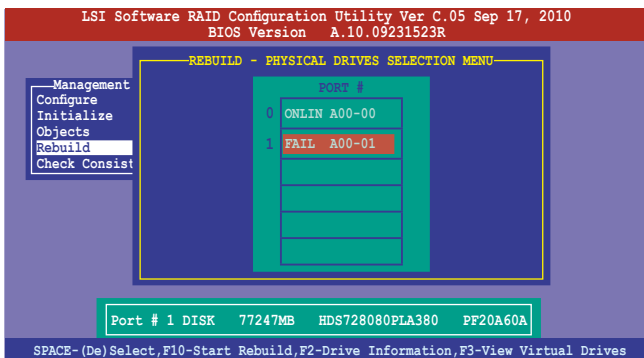 LSI Software RAID Configuration Utility Ver C.05 Sep 17, 2010
BIOS Version A.10.09231523R
REBUILD - PHYSICAL DRIVES SELECTION MENU
Management
Configure
Initialize
Objects
Rebuild
Check Consist
PORT #
0 ONLIN A00-00
1 FAIL A00-01
Port # 1 DISK 77247MB HDS728080PLA380 PF20A60A
SPACE-(De)Select,F10-Start Rebuild,F2-Drive Information,F3-View Virtual Drives